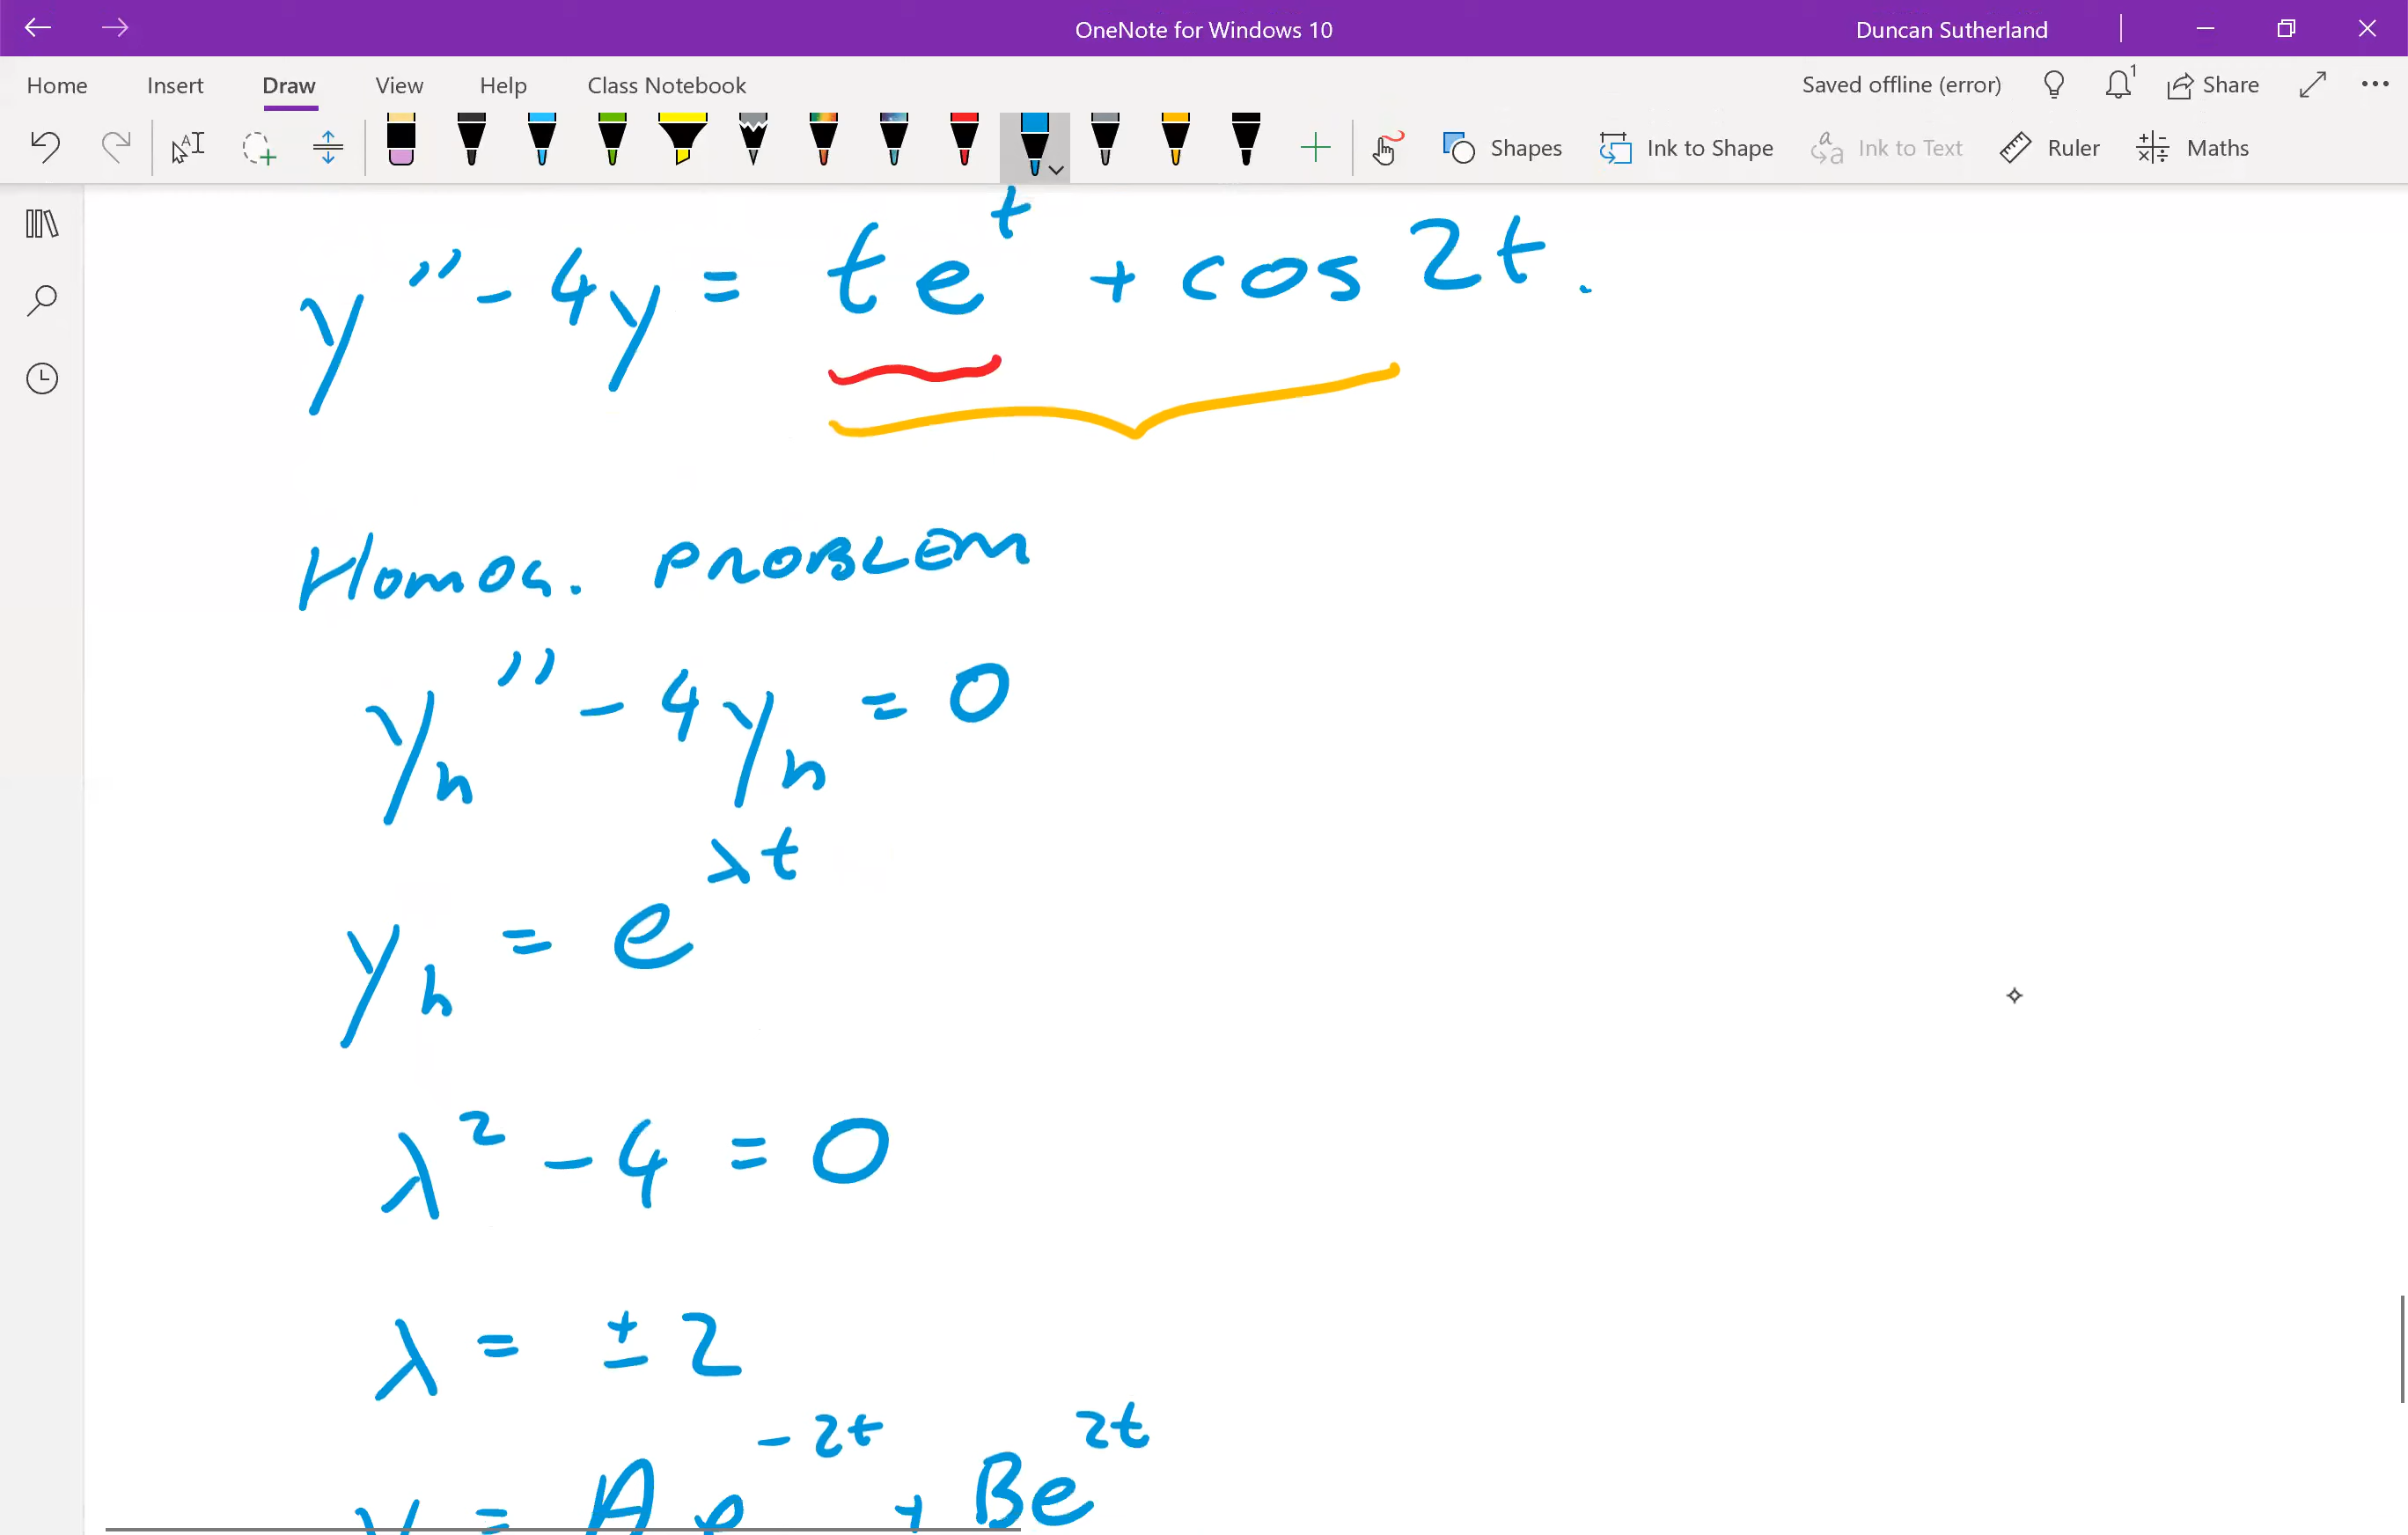 OneNote for Windows 10 Duncan Sutherland
Home Insert Draw View Help Class Notebook Saved offline (error) 1 Share
Shapes Ink to Shape Ink to Text Ruler Maths
y'' - 4y = te^t + cos 2t.
Homog. PROBLEM
y_h'' - 4y_h = 0
y_h = e^{λt}
λ^2 - 4 = 0
λ = ± 2
y = Ae^{-2t} + Be^{2t}